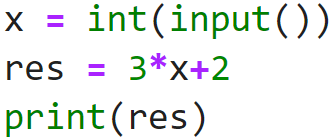 x = int(input())
res = 3*x+2
print(res)